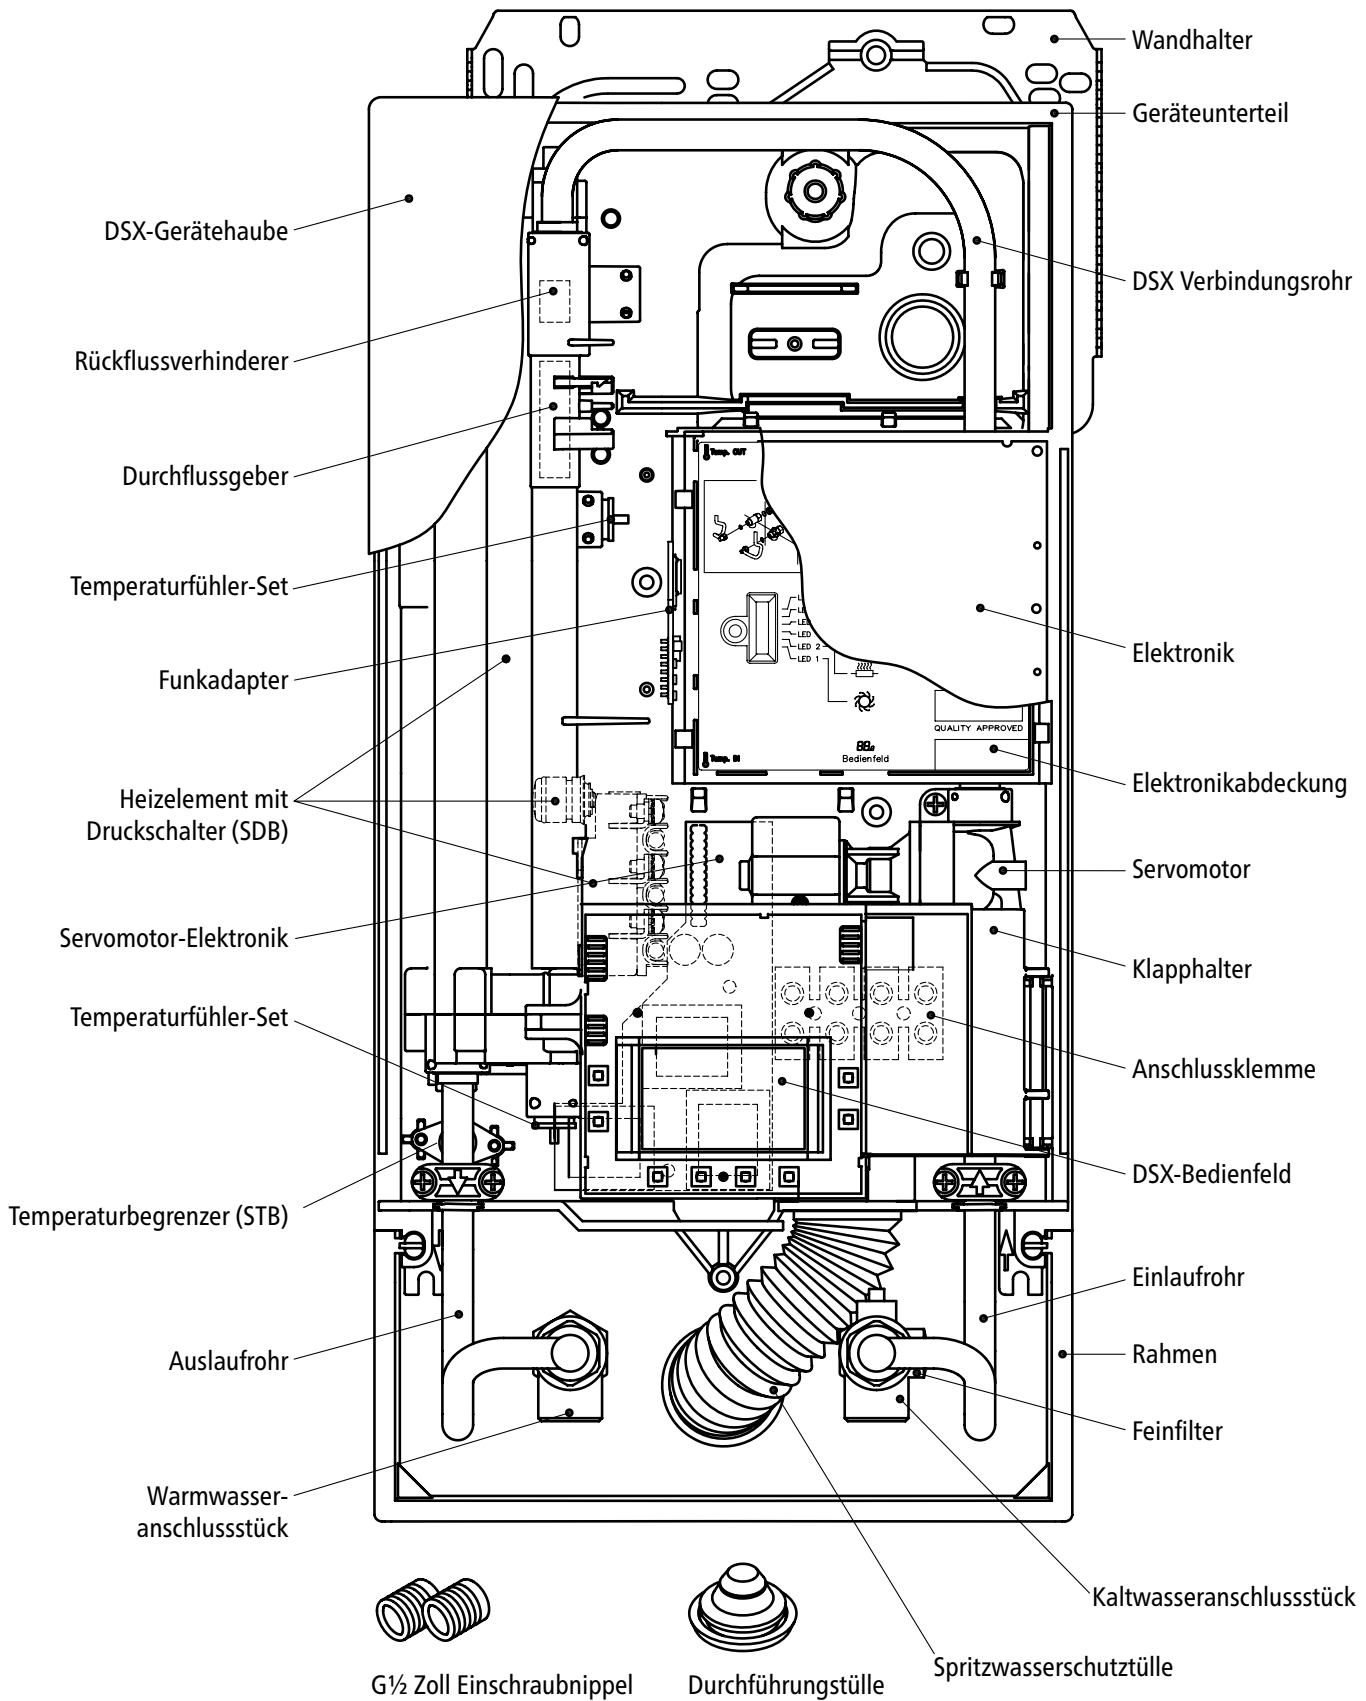 Wandhalter
Geräteunterteil
DSX-Gerätehaube
DSX Verbindungsrohr
Rückflussverhinderer
Durchflussgeber
Temp. OUT
Temperaturfühler-Set
Elektronik
LED
LED
LED 2
LED 1
Funkadapter
QUALITY APPROVED
Temp. IN
Bedienfeld
Elektronikabdeckung
Heizelement mit
Druckschalter (SDB)
Servomotor
Servomotor-Elektronik
Klapphalter
Temperaturfühler-Set
Anschlussklemme
DSX-Bedienfeld
Temperaturbegrenzer (STB)
Einlaufrohr
Auslaufrohr
Rahmen
Feinfilter
Warmwasser-
anschlussstück
Kaltwasseranschlussstück
Spritzwasserschutztülle
G½ Zoll Einschraubnippel
Durchführungstülle